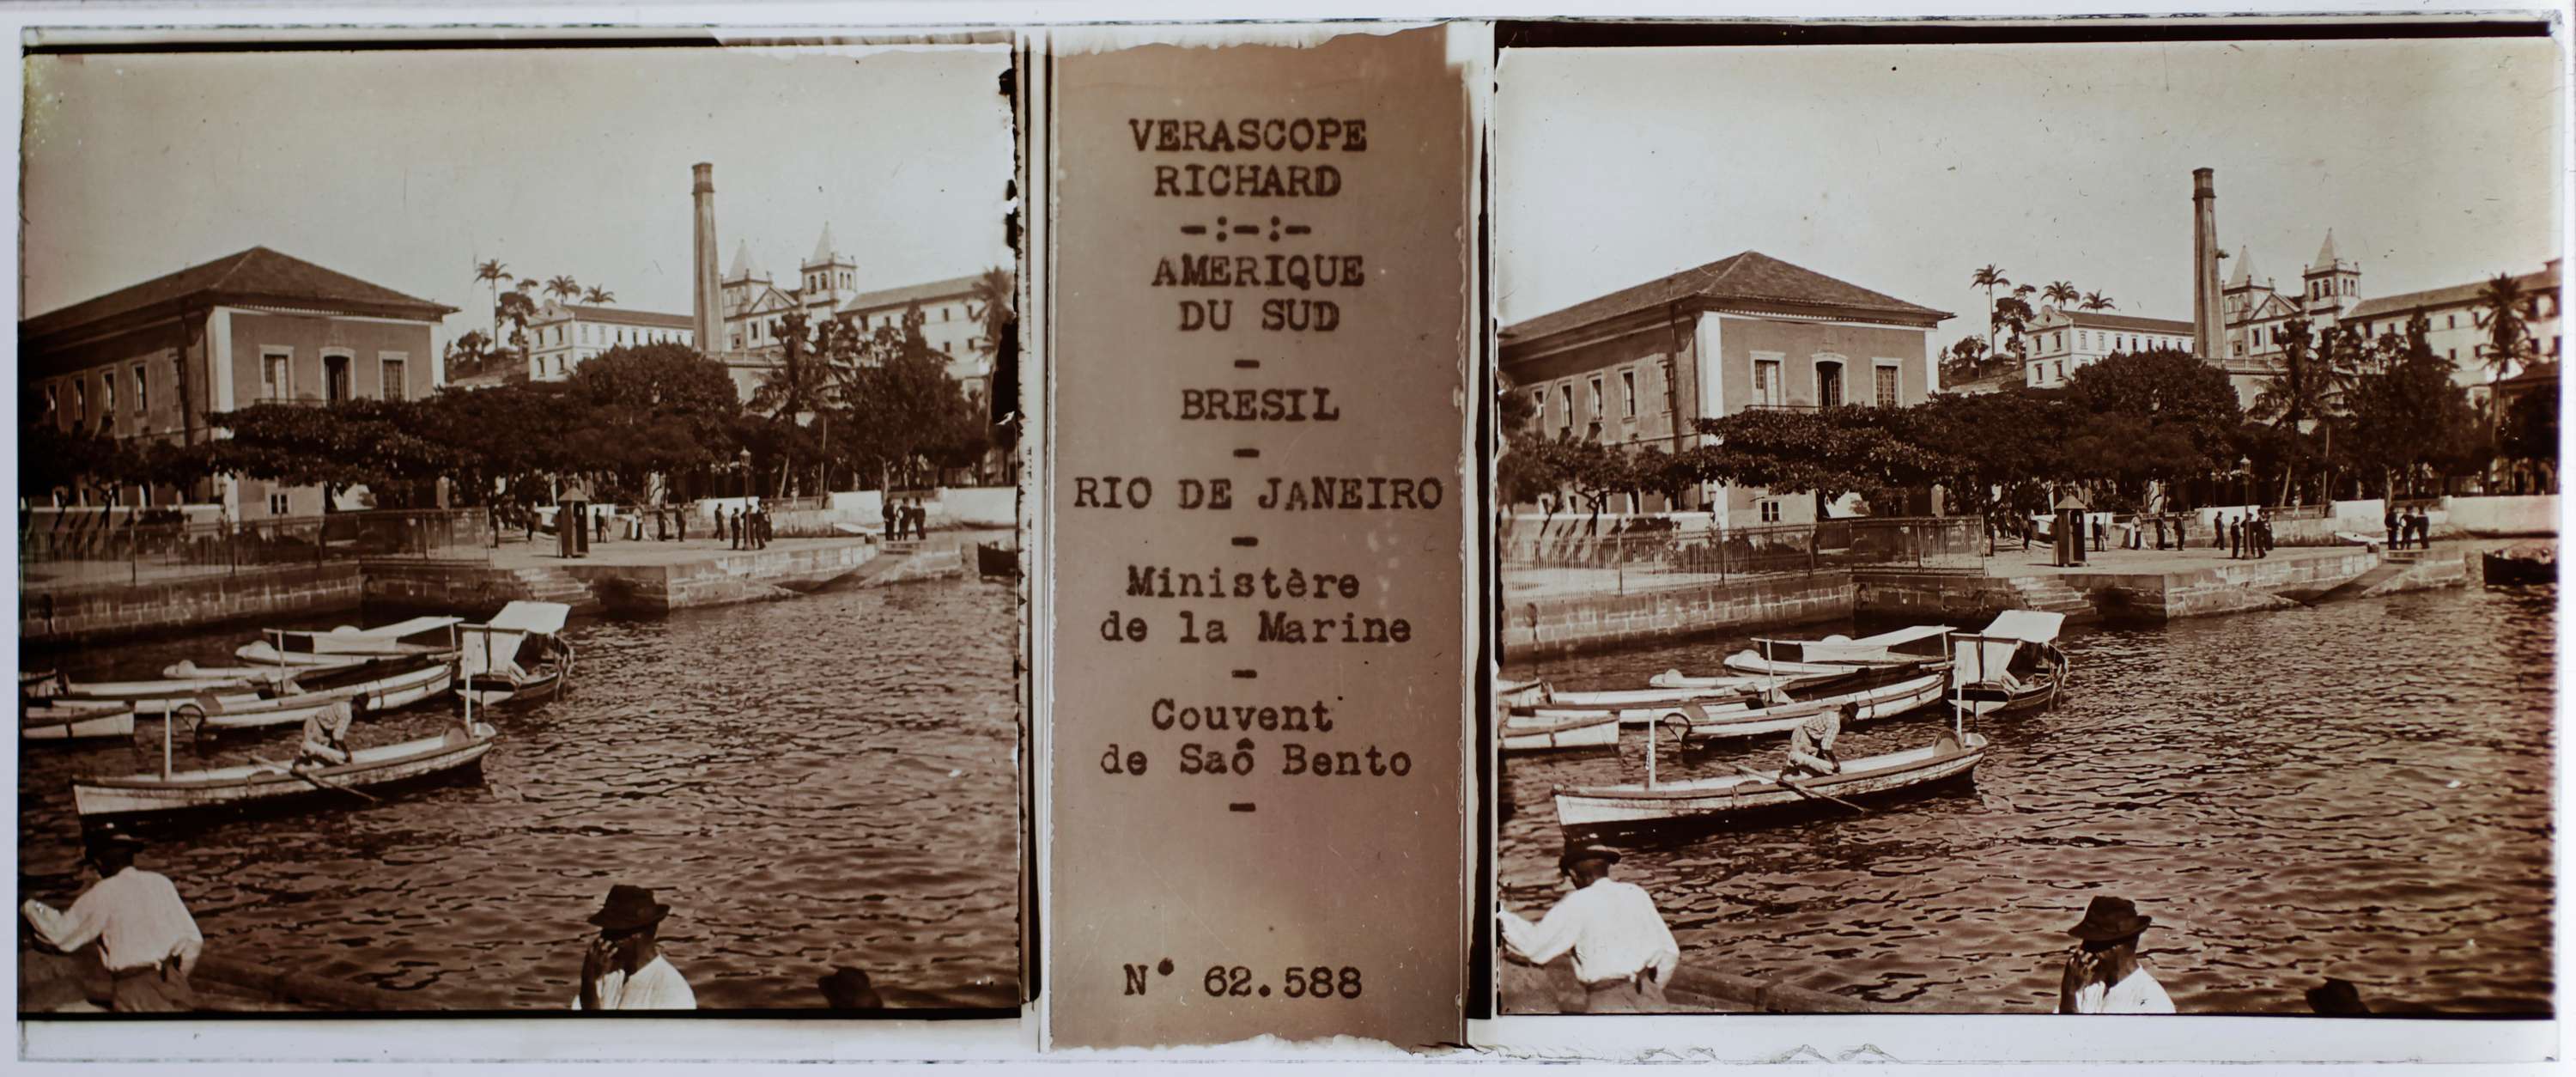 VERASCOPE
RICHARD
-:-:-
AMERIQUE
DU SUD
-
BRESIL
-
RIO DE JANEIRO
-
Ministère
de la Marine
-
Couvent
de Saô Bento
-
N° 62.588